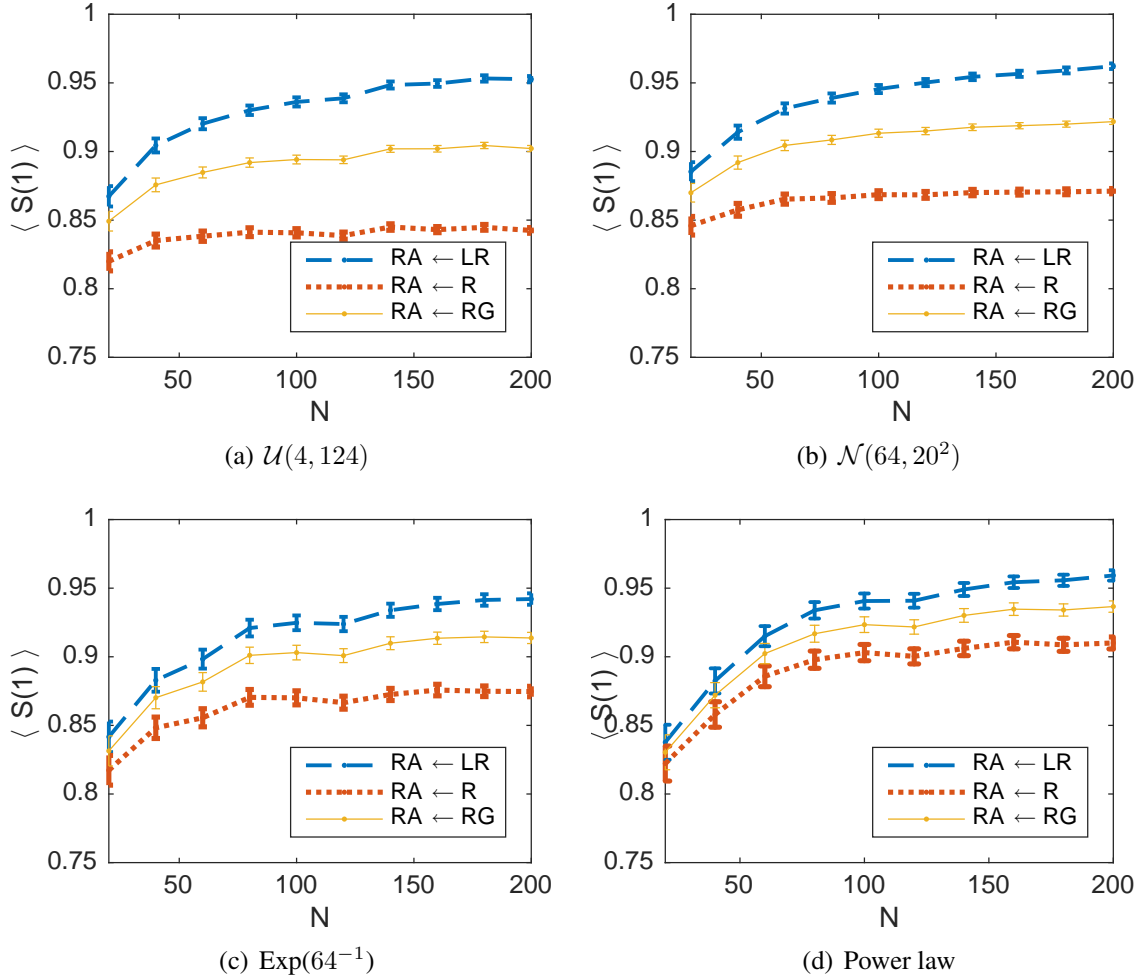 1
0.95
0.9
0.85
0.8
0.75
⟨ S(1) ⟩
50 100 150 200
N
RA ← LR
RA ← R
RA ← RG
(a) U(4, 124)
1
0.95
0.9
0.85
0.8
0.75
⟨ S(1) ⟩
50 100 150 200
N
RA ← LR
RA ← R
RA ← RG
(b) N(64, 20²)
1
0.95
0.9
0.85
0.8
0.75
⟨ S(1) ⟩
50 100 150 200
N
RA ← LR
RA ← R
RA ← RG
(c) Exp(64⁻¹)
1
0.95
0.9
0.85
0.8
0.75
⟨ S(1) ⟩
50 100 150 200
N
RA ← LR
RA ← R
RA ← RG
(d) Power law